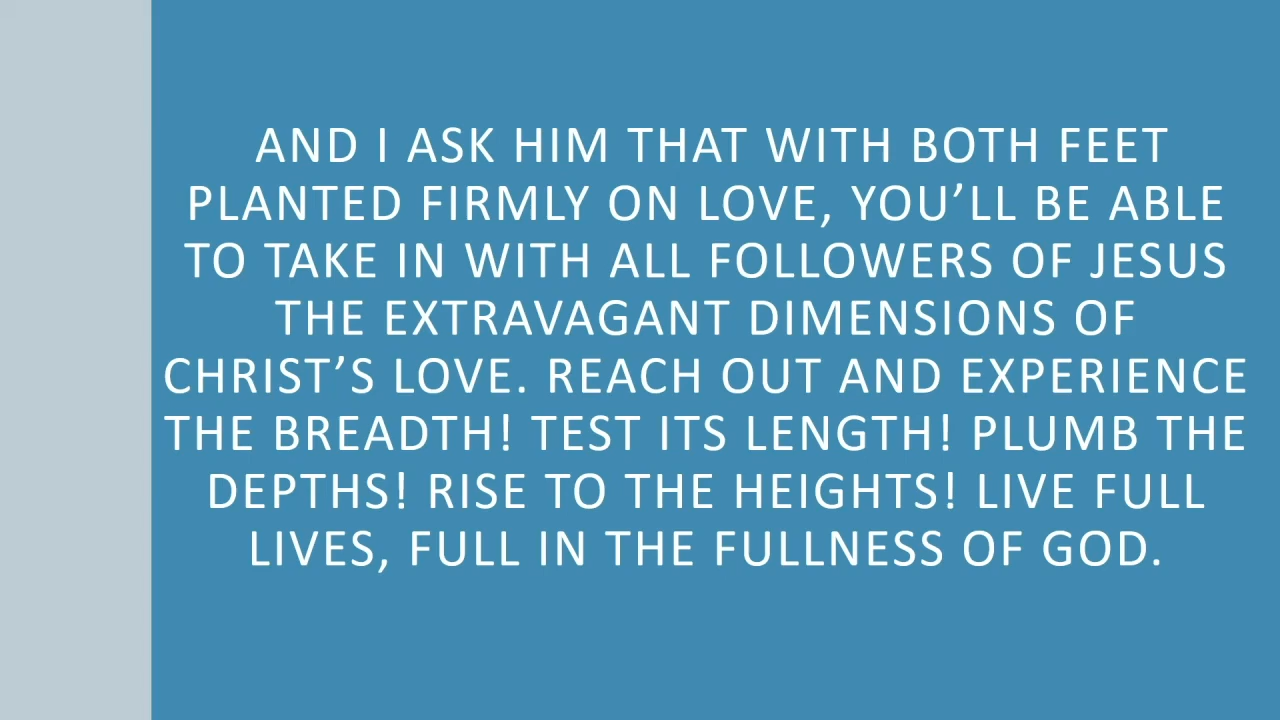 AND I ASK HIM THAT WITH BOTH FEET
PLANTED FIRMLY ON LOVE, YOU’LL BE ABLE
TO TAKE IN WITH ALL FOLLOWERS OF JESUS
THE EXTRAVAGANT DIMENSIONS OF
CHRIST’S LOVE. REACH OUT AND EXPERIENCE
THE BREADTH! TEST ITS LENGTH! PLUMB THE
DEPTHS! RISE TO THE HEIGHTS! LIVE FULL
LIVES, FULL IN THE FULLNESS OF GOD.